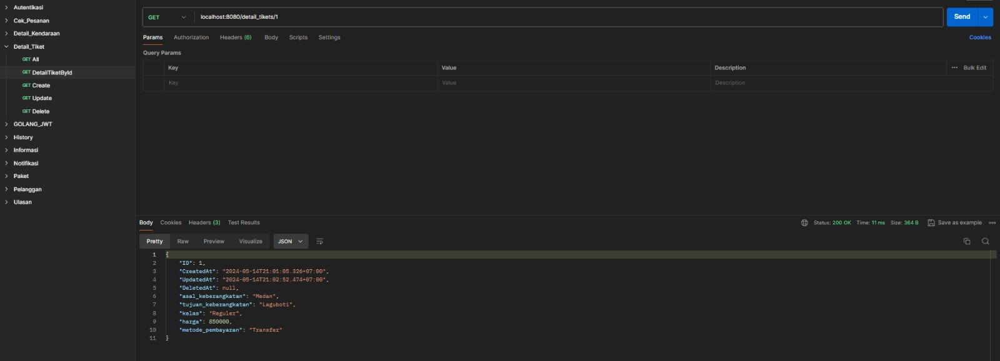 Autentikasi
Cek_Pesanan
Detail_Kendaraan
Detail_Tiket
GET All
GET DetailTiketById
GET Create
GET Update
GET Delete
GOLANG_JWT
History
Informasi
Notifikasi
Paket
Pelanggan
Ulasan
GET localhost:8080/detail_tikets/1 Send
Params Authorization Headers (6) Body Scripts Settings Cookies
Query Params
Key Value Description ... Bulk Edit
Key Value Description
Body Cookies Headers (3) Test Results Status: 200 OK Time: 11 ms Size: 364 B Save as example
Pretty Raw Preview Visualize JSON
1 {
2 "ID": 1,
3 "CreatedAt": "2024-05-14T21:01:05.326+07:00",
4 "UpdatedAt": "2024-05-14T21:02:52.474+07:00",
5 "DeletedAt": null,
6 "asal_keberangkatan": "Medan",
7 "tujuan_keberangkatan": "Laguboti",
8 "kelas": "Reguler",
9 "harga": 850000,
10 "metode_pembayaran": "Transfer"
11 }